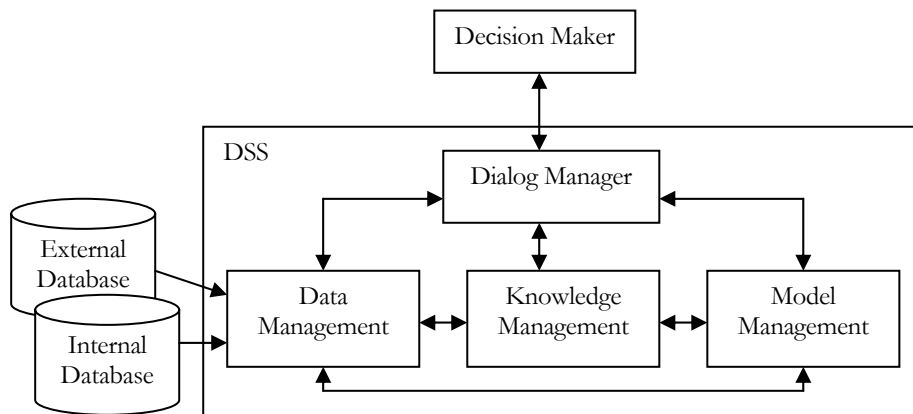 Decision Maker
DSS
Dialog Manager
External
Database
Internal
Database
Data
Management
Knowledge
Management
Model
Management